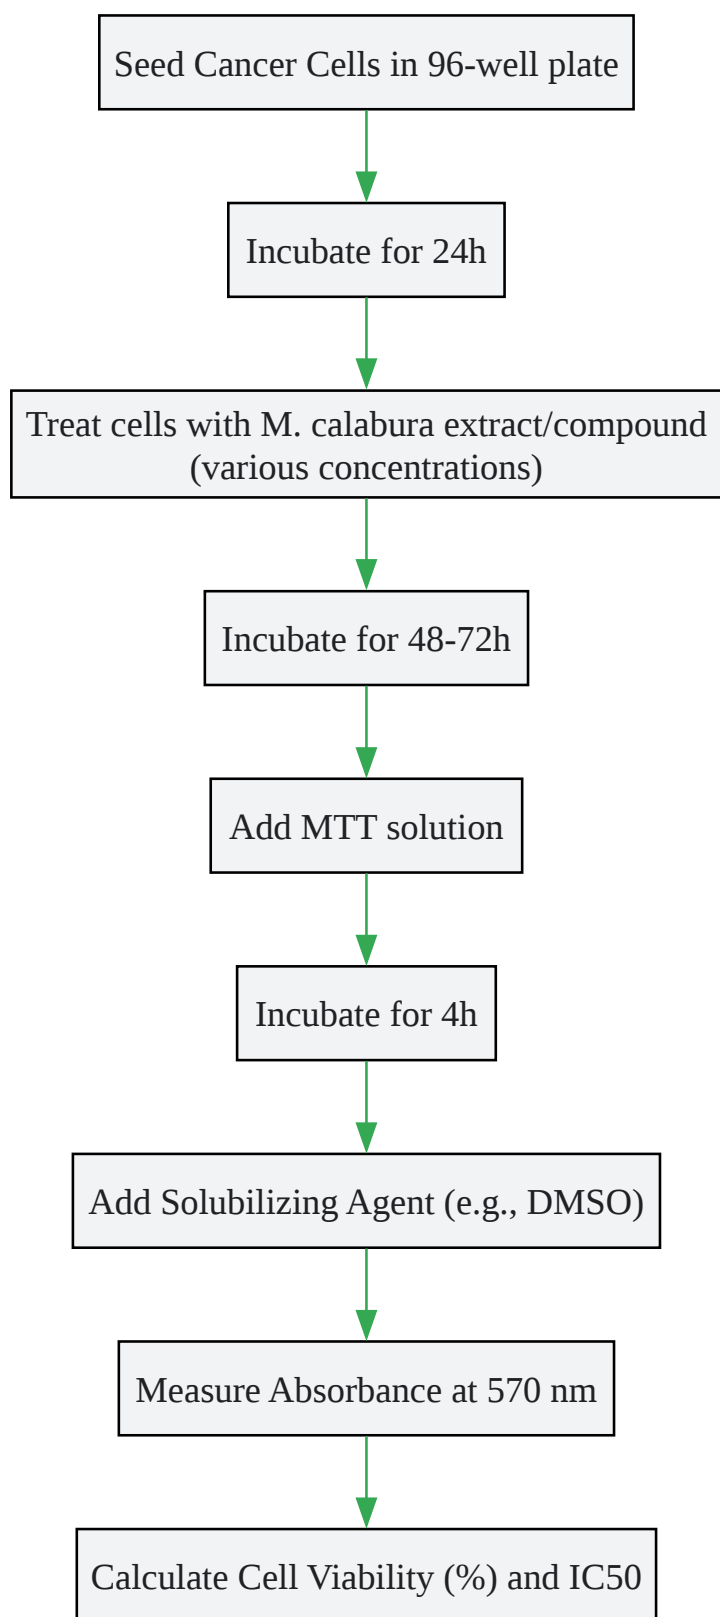 Seed Cancer Cells in 96-well plate
Incubate for 24h
Treat cells with M. calabura extract/compound
(various concentrations)
Incubate for 48-72h
Add MTT solution
Incubate for 4h
Add Solubilizing Agent (e.g., DMSO)
Measure Absorbance at 570 nm
Calculate Cell Viability (%) and IC50